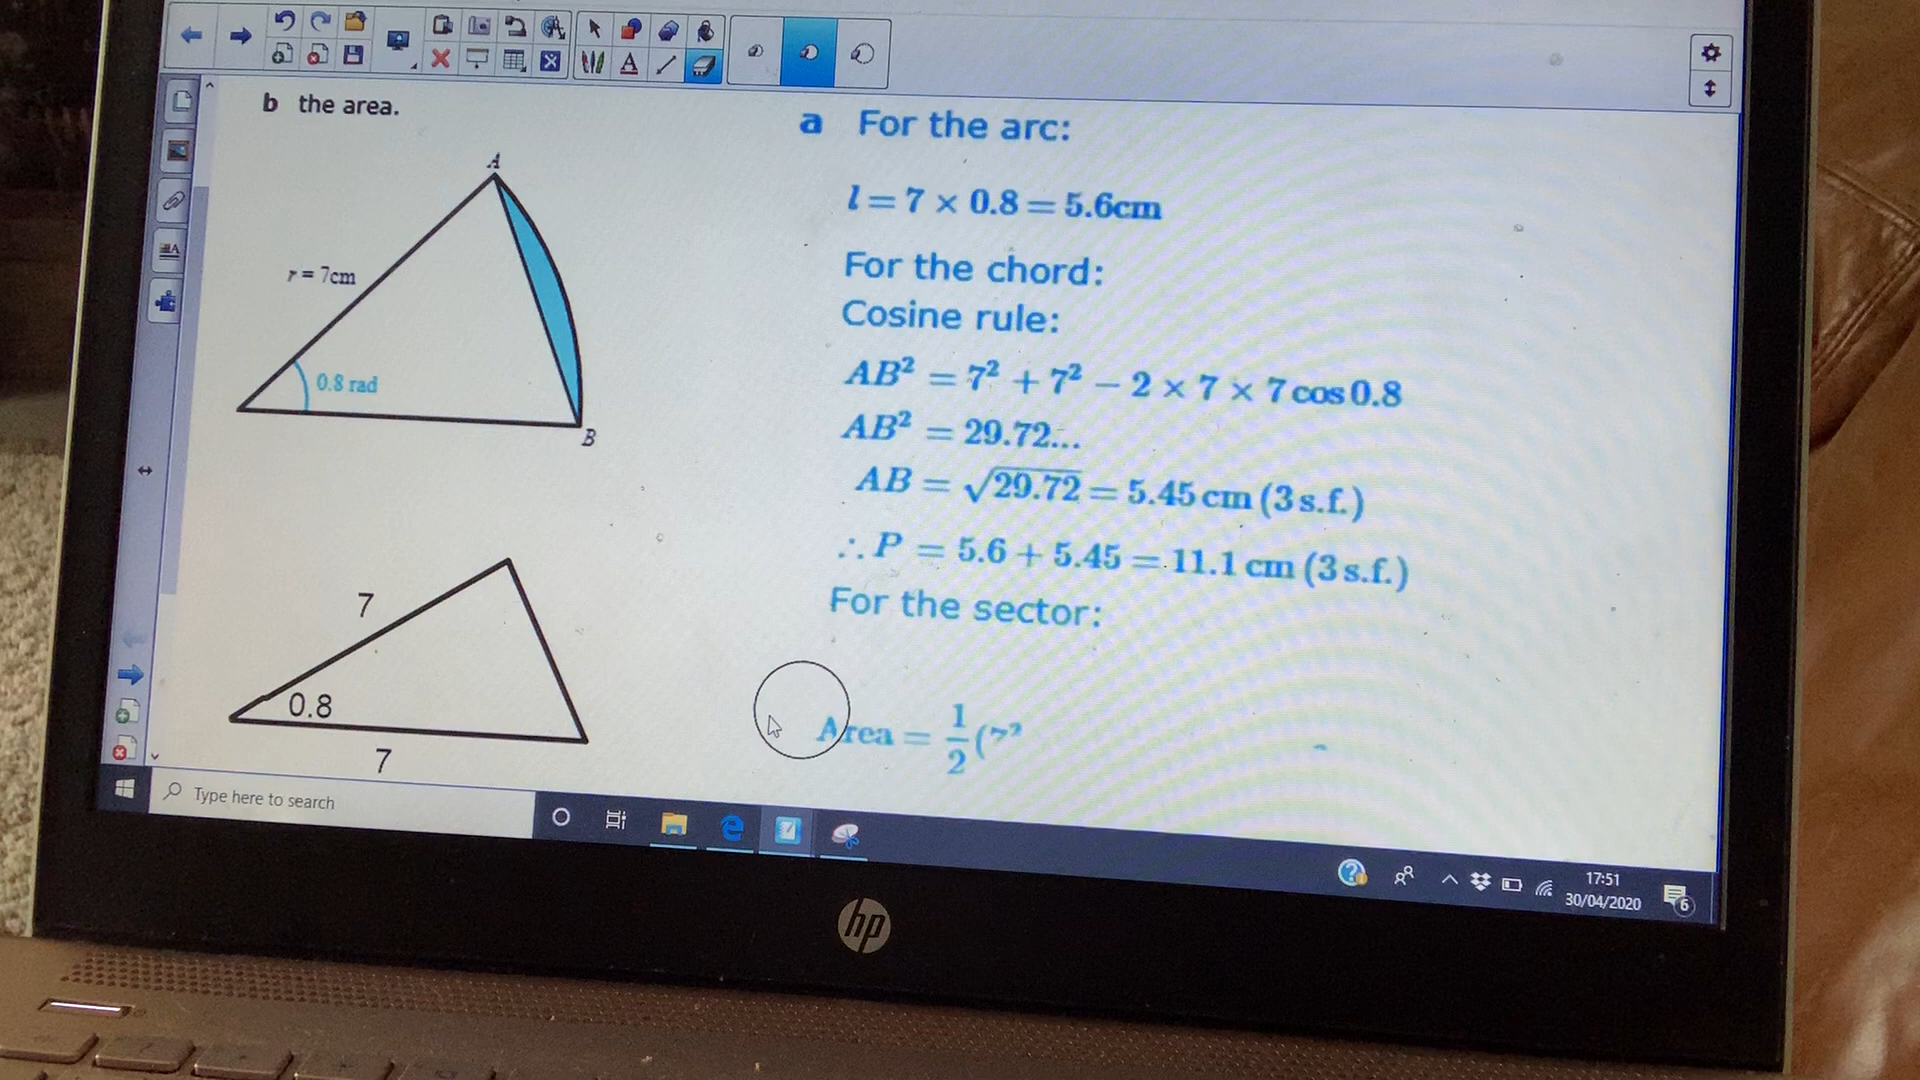 b the area.
A
r = 7cm
0.8 rad
B
7
0.8
7
a For the arc:
l = 7 × 0.8 = 5.6cm
For the chord:
Cosine rule:
AB² = 7² + 7² − 2 × 7 × 7 cos 0.8
AB² = 29.72...
AB = √29.72 = 5.45 cm (3 s.f.)
∴ P = 5.6 + 5.45 = 11.1 cm (3 s.f.)
For the sector:
Area = 1/2 (7²
Type here to search
17:51
30/04/2020
6
hp